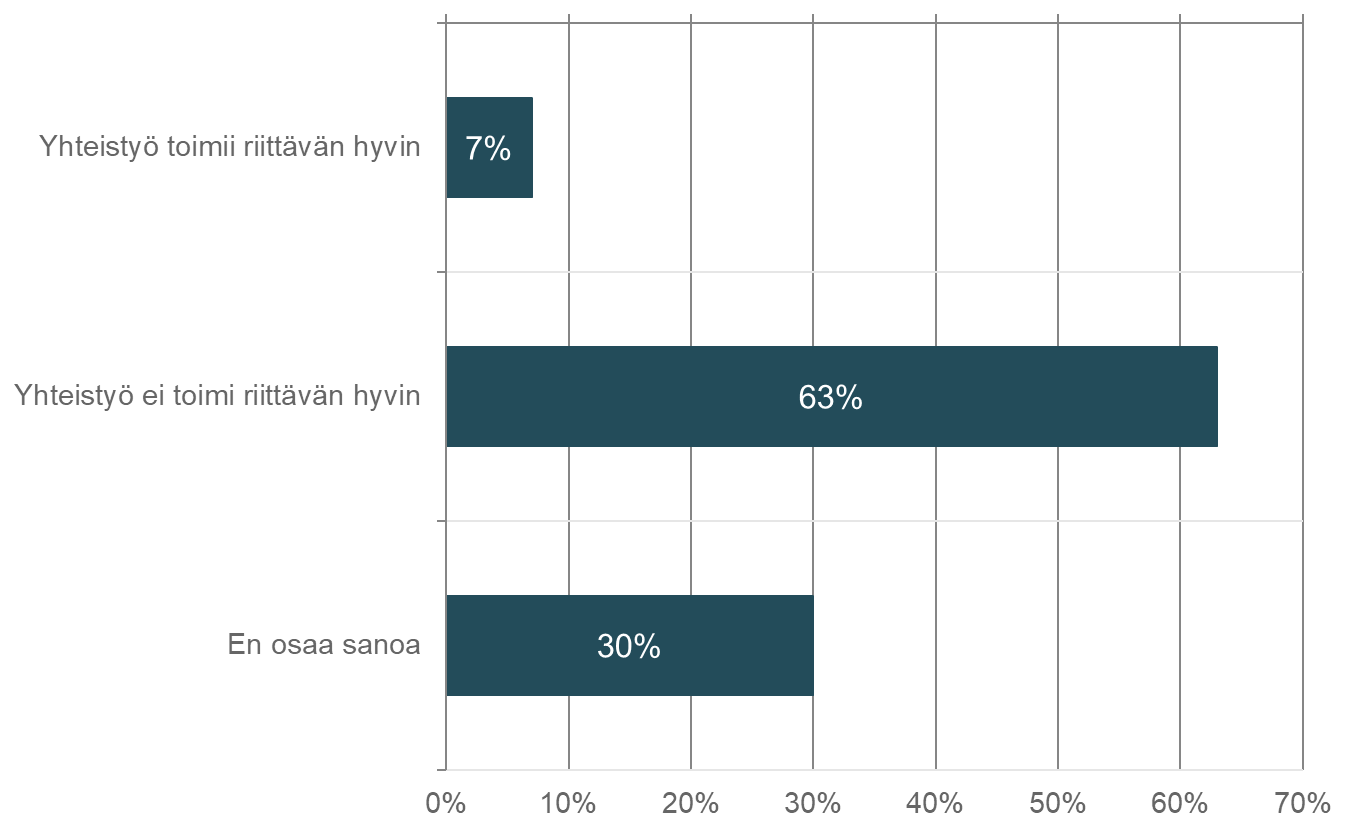 Yhteistyö toimii riittävän hyvin
7%
Yhteistyö ei toimi riittävän hyvin
63%
En osaa sanoa
30%
0% 10% 20% 30% 40% 50% 60% 70%